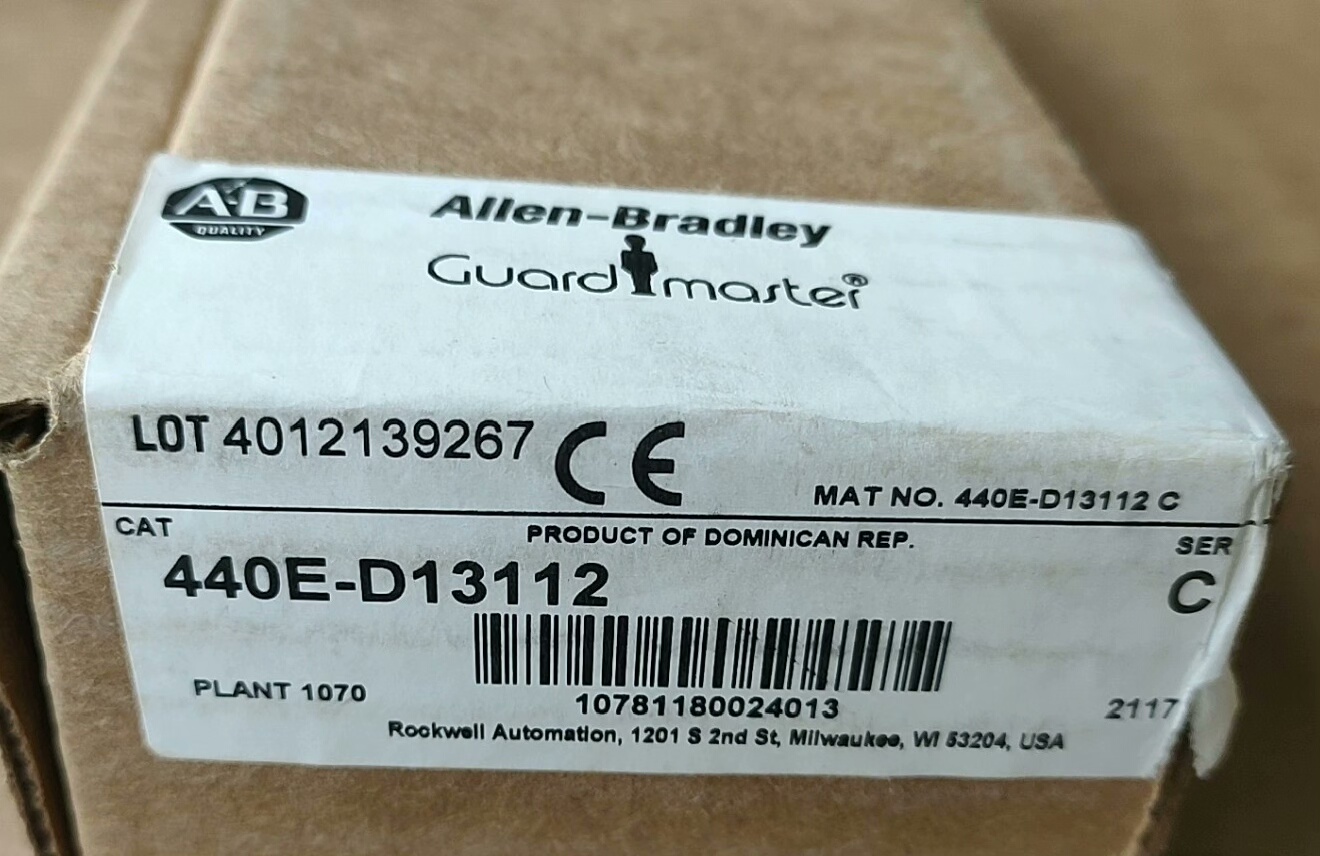 A-B
QUALITY
Allen-Bradley
Guardmaster®
LOT 4012139267 CE
MAT NO. 440E-D13112 C
CAT
PRODUCT OF DOMINICAN REP.
SER
440E-D13112
C
PLANT 1070
10781180024013
2117
Rockwell Automation, 1201 S 2nd St, Milwaukee, WI 53204, USA